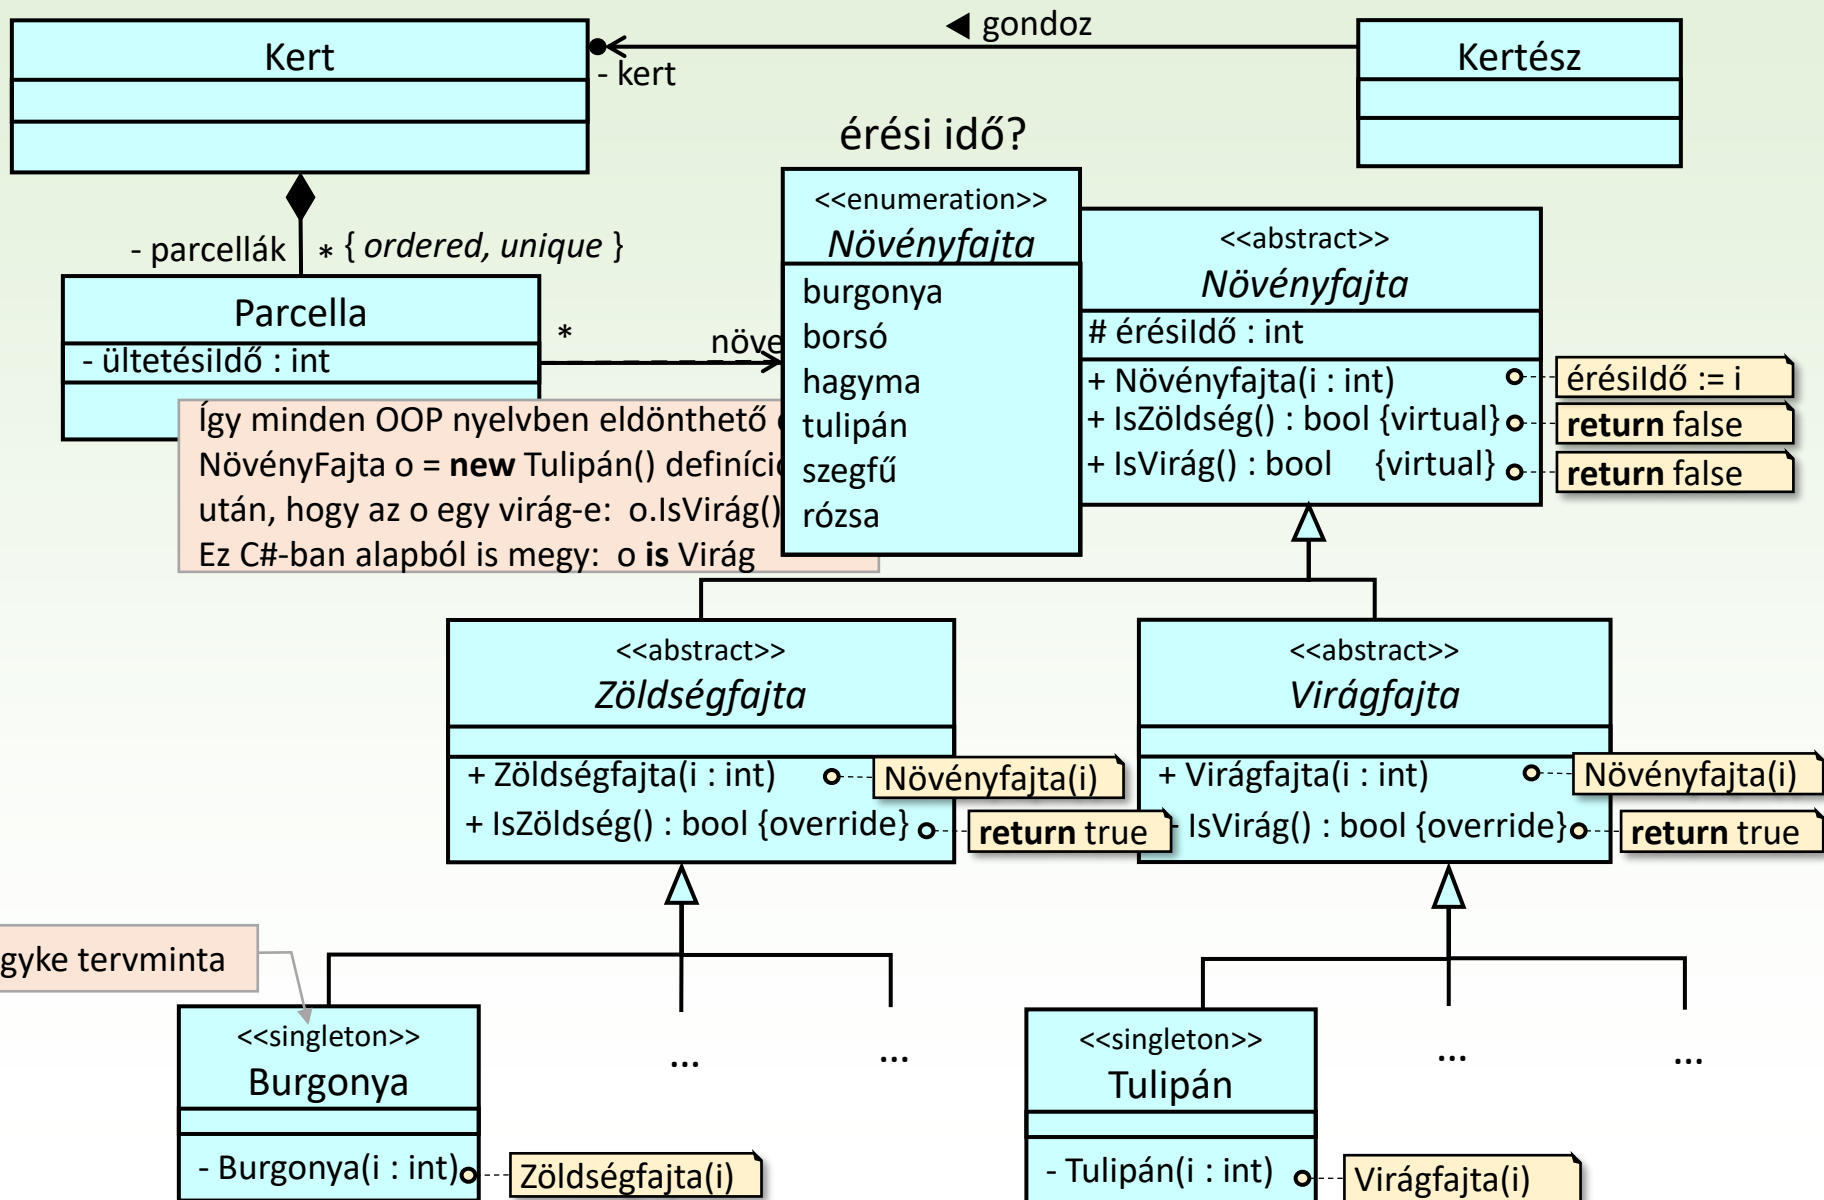 Kert
◀ gondoz
- kert
Kertész
érési idő?
- parcellák
* { ordered, unique }
Parcella
- ültetésiIdő : int
*
<<enumeration>>
Növényfajta
burgonya
borsó
hagyma
tulipán
szegfű
rózsa
<<abstract>>
Növényfajta
# érésiIdő : int
+ Növényfajta(i : int)
érésiIdő := i
+ IsZöldség() : bool {virtual}
return false
+ IsVirág() : bool {virtual}
return false
Így minden OOP nyelvben eldönthető
NövényFajta o = new Tulipán()
után, hogy az o egy virág-e: o.IsVirág()
Ez C#-ban alapból is megy: o is Virág
<<abstract>>
Zöldségfajta
+ Zöldségfajta(i : int)
Növényfajta(i)
+ IsZöldség() : bool {override}
return true
<<abstract>>
Virágfajta
+ Virágfajta(i : int)
Növényfajta(i)
IsVirág() : bool {override}
return true
gyke tervminta
<<singleton>>
Burgonya
- Burgonya(i : int)
Zöldségfajta(i)
...
...
<<singleton>>
Tulipán
- Tulipán(i : int)
Virágfajta(i)
...
...